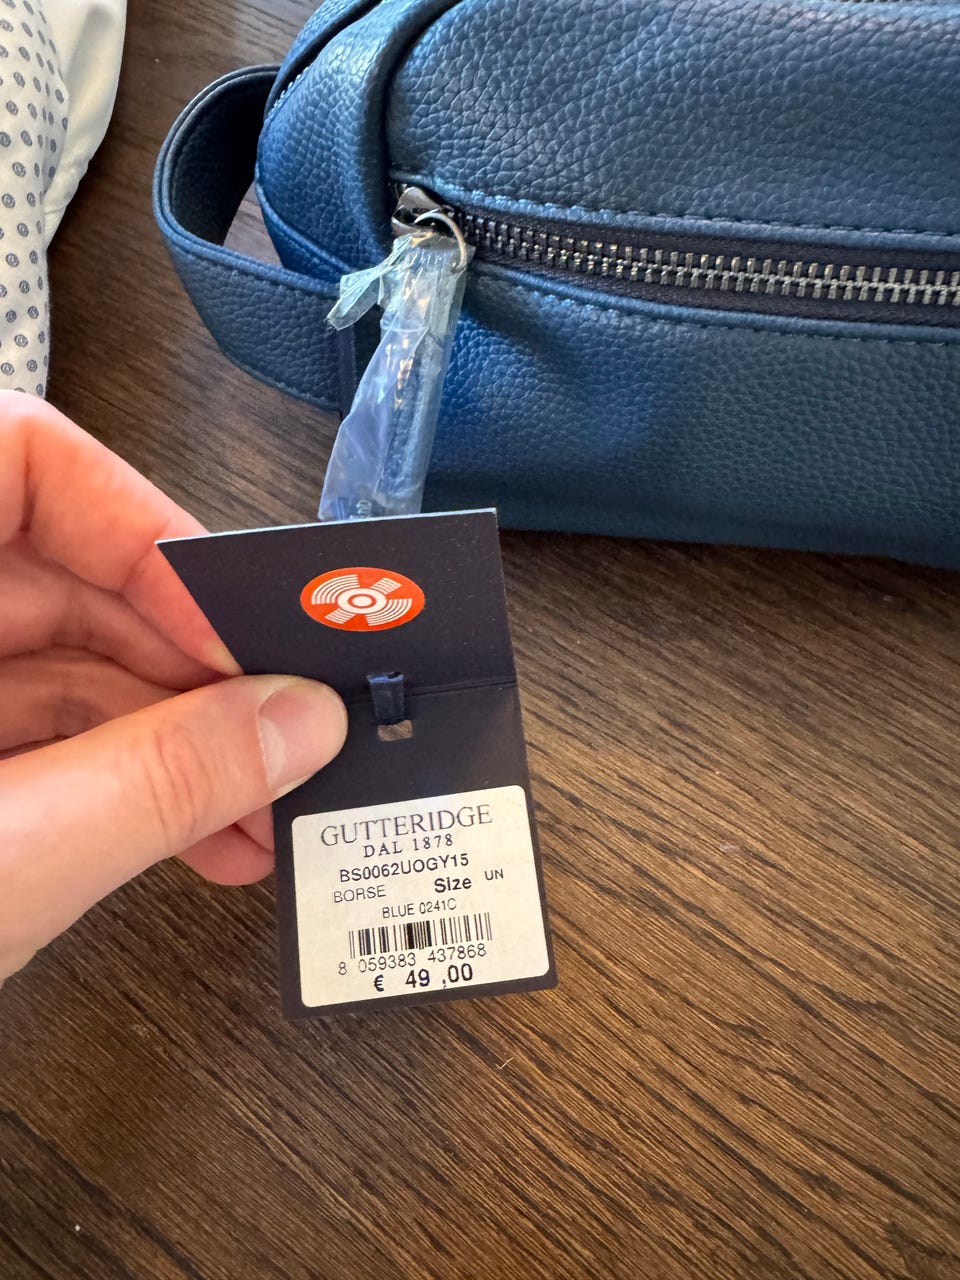 GUTTERIDGE
DAL 1878
BS0062UOGY15
BORSE Size UN
BLUE 0241C
8 059383 437868
€ 49 ,00